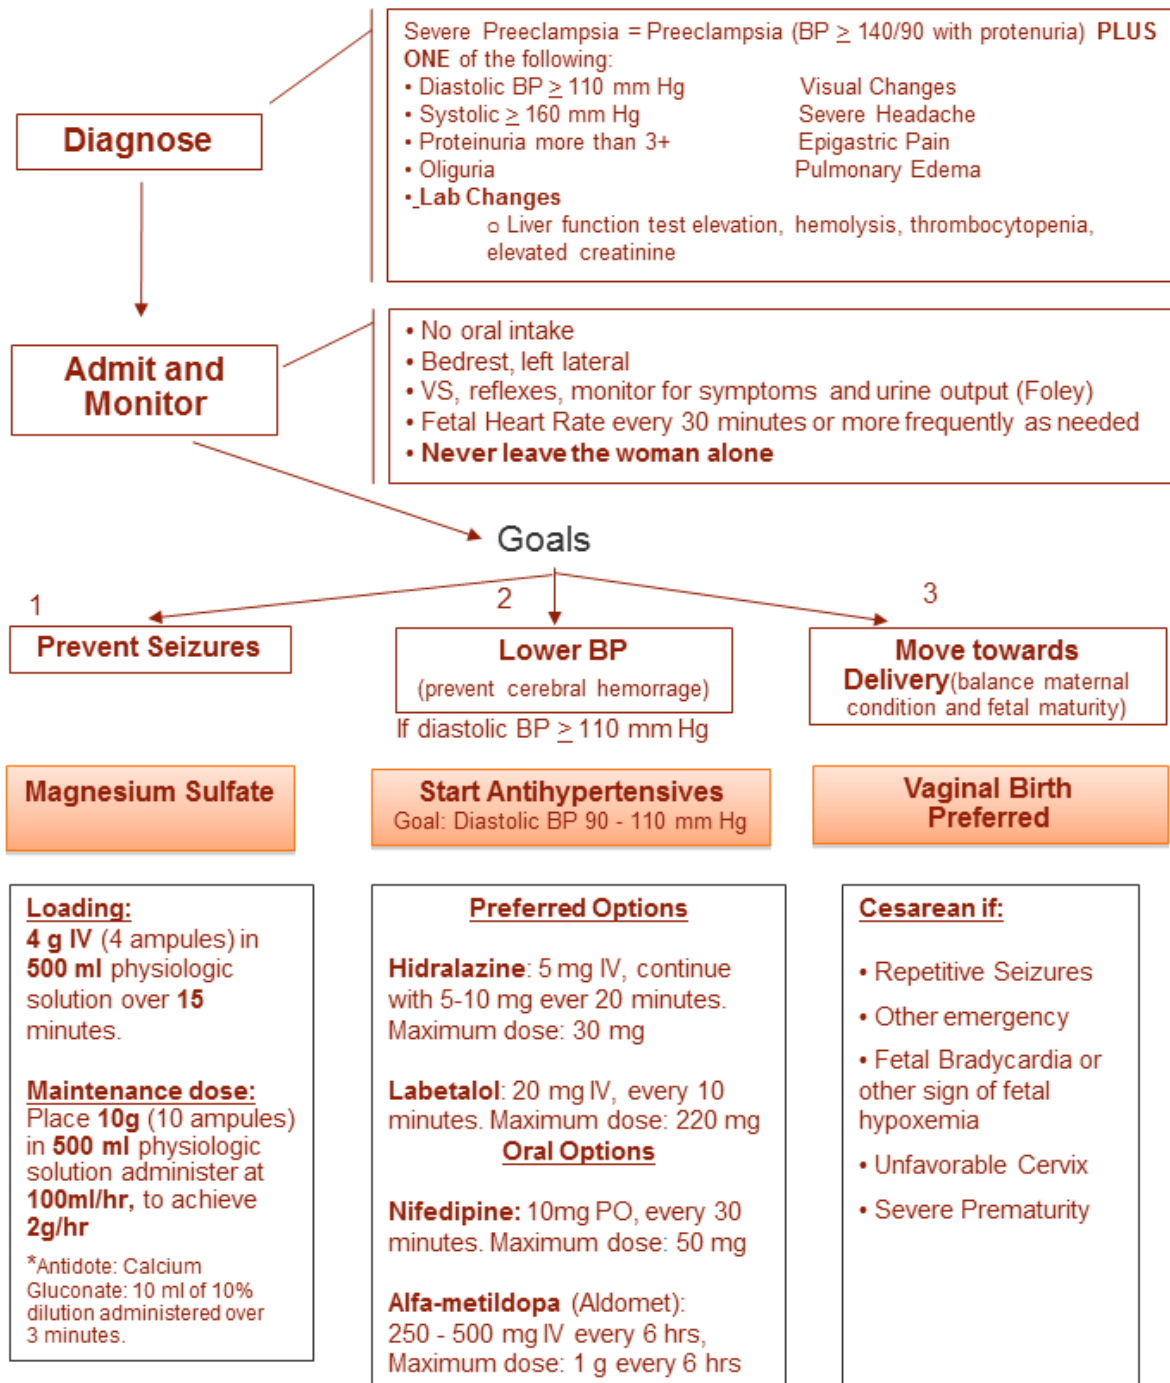 Severe Preeclampsia = Preeclampsia (BP ≥ 140/90 with protenuria) PLUS
ONE of the following:
• Diastolic BP ≥ 110 mm Hg Visual Changes
• Systolic ≥ 160 mm Hg Severe Headache
• Proteinuria more than 3+ Epigastric Pain
• Oliguria Pulmonary Edema
• Lab Changes
o Liver function test elevation, hemolysis, thrombocytopenia,
elevated creatinine
Diagnose
Admit and
Monitor
• No oral intake
• Bedrest, left lateral
• VS, reflexes, monitor for symptoms and urine output (Foley)
• Fetal Heart Rate every 30 minutes or more frequently as needed
• Never leave the woman alone
Goals
1
Prevent Seizures
2
Lower BP
(prevent cerebral hemorrage)
If diastolic BP ≥ 110 mm Hg
3
Move towards
Delivery(balance maternal
condition and fetal maturity)
Magnesium Sulfate
Start Antihypertensives
Goal: Diastolic BP 90 - 110 mm Hg
Vaginal Birth
Preferred
Loading:
4 g IV (4 ampules) in
500 ml physiologic
solution over 15
minutes.
Maintenance dose:
Place 10g (10 ampules)
in 500 ml physiologic
solution administer at
100ml/hr, to achieve
2g/hr
*Antidote: Calcium
Gluconate: 10 ml of 10%
dilution administered over
3 minutes.
Preferred Options
Hidralazine: 5 mg IV, continue
with 5-10 mg ever 20 minutes.
Maximum dose: 30 mg
Labetalol: 20 mg IV, every 10
minutes. Maximum dose: 220 mg
Oral Options
Nifedipine: 10mg PO, every 30
minutes. Maximum dose: 50 mg
Alfa-metildopa (Aldomet):
250 - 500 mg IV every 6 hrs,
Maximum dose: 1 g every 6 hrs
Cesarean if:
• Repetitive Seizures
• Other emergency
• Fetal Bradycardia or
other sign of fetal
hypoxemia
• Unfavorable Cervix
• Severe Prematurity